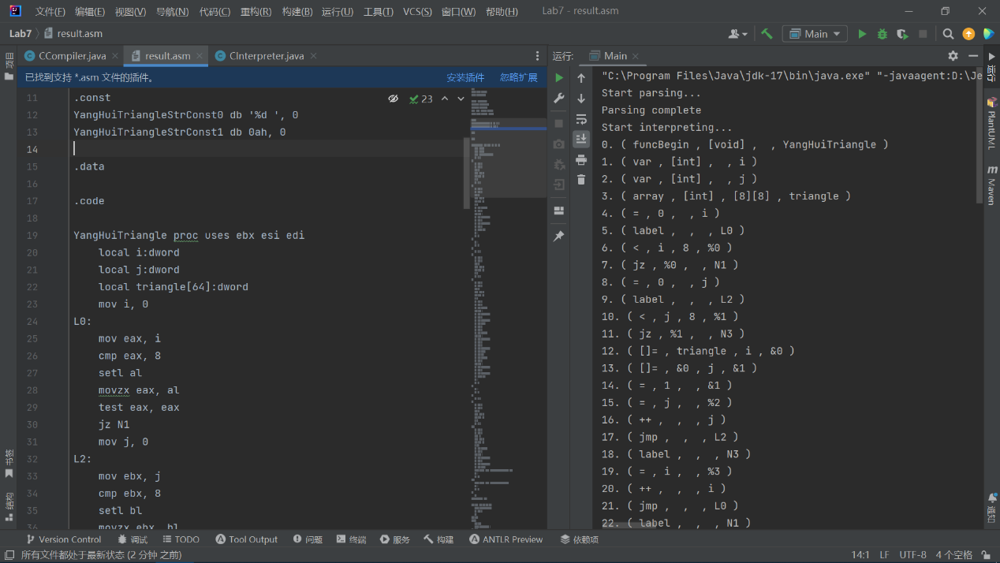 文件(F) 编辑(E) 视图(V) 导航(N) 代码(C) 重构(R) 构建(B) 运行(U) 工具(T) VCS(S) 窗口(W) 帮助(H) Lab7 - result.asm
Lab7 result.asm Main
项目 CCompiler.java result.asm CInterpreter.java 运行: Main
已找到支持 *.asm 文件的插件。 安装插件 忽略扩展
23
11 .const
12 YangHuiTriangleStrConst0 db '%d ', 0
13 YangHuiTriangleStrConst1 db 0ah, 0
14
15 .data
16
17 .code
18
19 YangHuiTriangle proc uses ebx esi edi
20 local i:dword
21 local j:dword
22 local triangle[64]:dword
23 mov i, 0
24 L0:
25 mov eax, i
26 cmp eax, 8
27 setl al
28 movzx eax, al
29 test eax, eax
30 jz N1
31 mov j, 0
32 L2:
33 mov ebx, j
34 cmp ebx, 8
35 setl bl
36 movzx ebx, bl
"C:\Program Files\Java\jdk-17\bin\java.exe" "-javaagent:D:\Je
Start parsing...
Parsing complete
Start interpreting...
0. ( funcBegin , [void] , , YangHuiTriangle )
1. ( var , [int] , , i )
2. ( var , [int] , , j )
3. ( array , [int] , [8][8] , triangle )
4. ( = , 0 , , i )
5. ( label , , , L0 )
6. ( < , i , 8 , %0 )
7. ( jz , %0 , , N1 )
8. ( = , 0 , , j )
9. ( label , , , L2 )
10. ( < , j , 8 , %1 )
11. ( jz , %1 , , N3 )
12. ( []= , triangle , i , &0 )
13. ( []= , &0 , j , &1 )
14. ( = , 1 , , &1 )
15. ( = , j , , %2 )
16. ( ++ , , , j )
17. ( jmp , , , L2 )
18. ( label , , , N3 )
19. ( = , i , , %3 )
20. ( ++ , , , i )
21. ( jmp , , , L0 )
22. ( label , , , N1 )
运行
PlantUML
Maven
通知
书签
结构
Version Control 调试 TODO Tool Output 问题 终端 服务 构建 ANTLR Preview 依赖项
所有文件都处于最新状态 (2 分钟 之前) 14:1 LF UTF-8 4 个空格